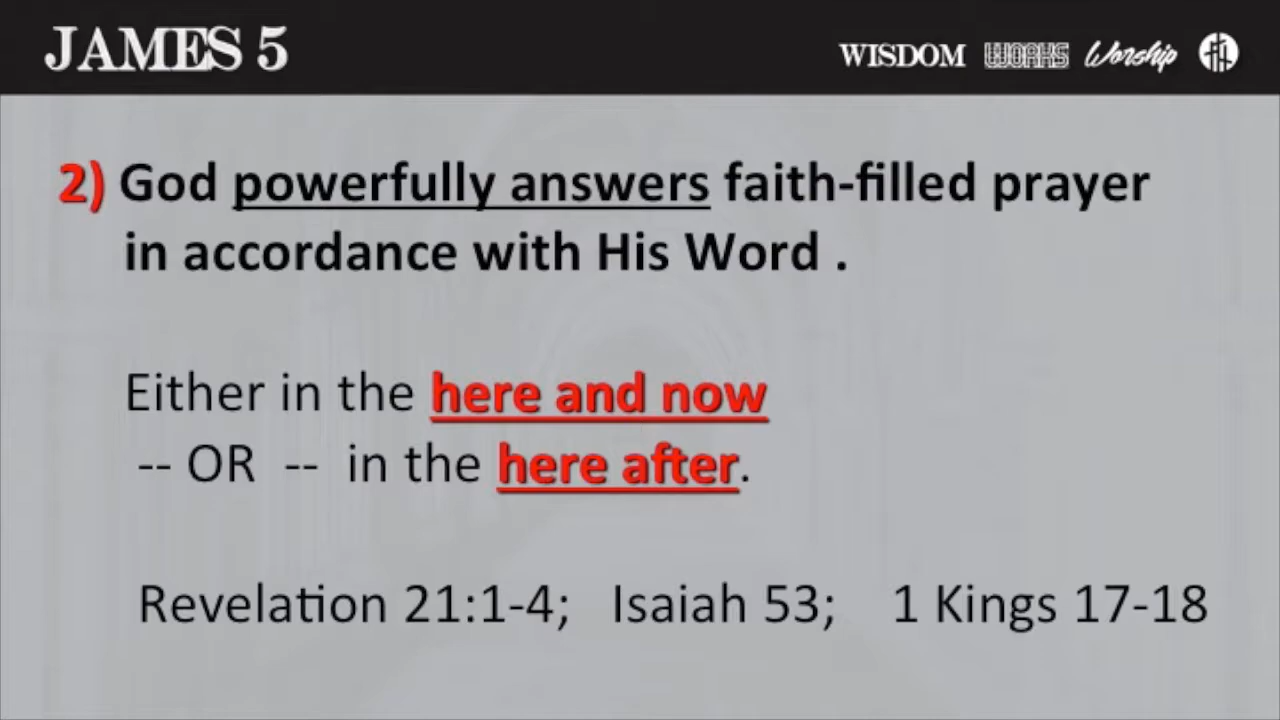 JAMES 5
WISDOM WORKS Worship
2) God powerfully answers faith-filled prayer
in accordance with His Word .
Either in the here and now
-- OR -- in the here after.
Revelation 21:1-4; Isaiah 53; 1 Kings 17-18